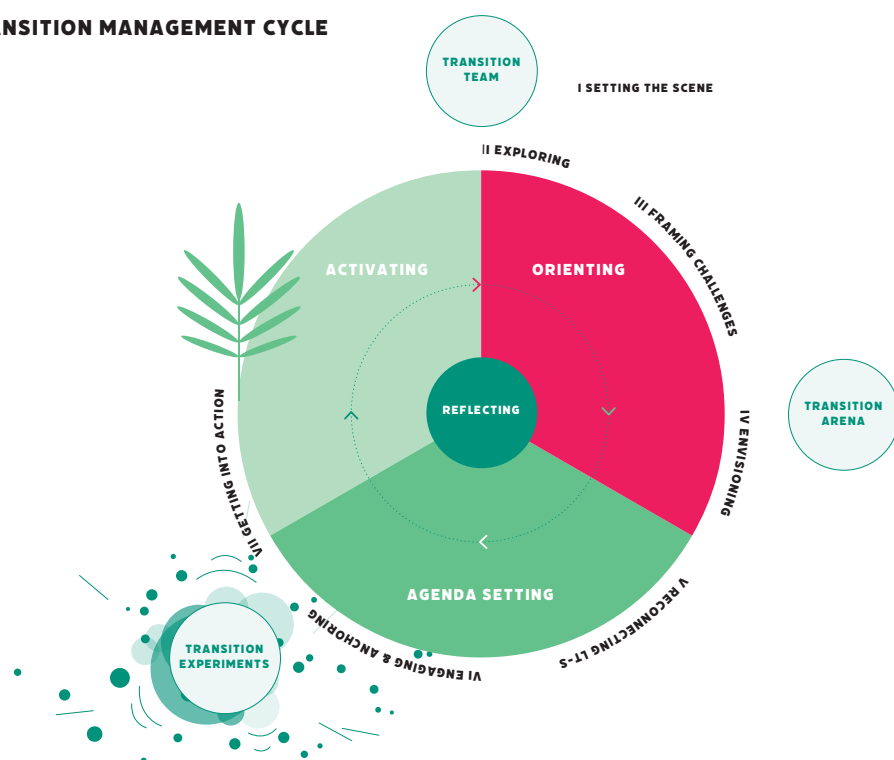 NSITION MANAGEMENT CYCLE
TRANSITION
TEAM
I SETTING THE SCENE
II EXPLORING
III FRAMING CHALLENGES
ACTIVATING
ORIENTING
REFLECTING
TRANSITION
ARENA
IV ENVISIONING
VII GETTING INTO ACTION
AGENDA SETTING
V RECONNECTING LT-S
VI ENGAGING & ANCHORING
TRANSITION
EXPERIMENTS